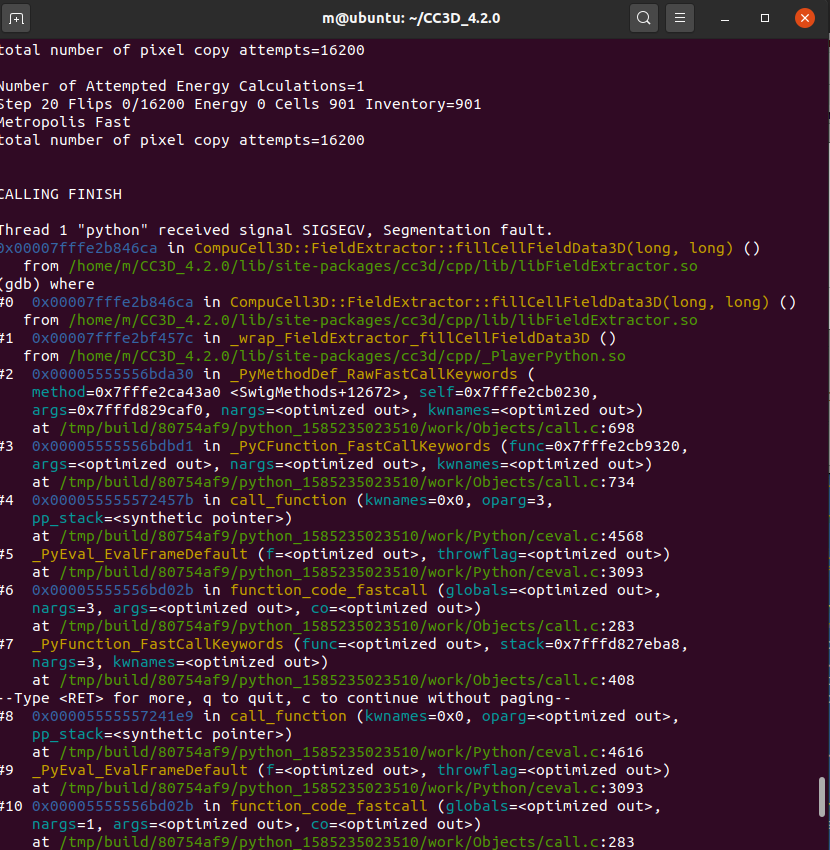 m@ubuntu: ~/CC3D_4.2.0
total number of pixel copy attempts=16200
Number of Attempted Energy Calculations=1
Step 20 Flips 0/16200 Energy 0 Cells 901 Inventory=901
Metropolis Fast
total number of pixel copy attempts=16200
CALLING FINISH
Thread 1 "python" received signal SIGSEGV, Segmentation fault.
0x00007fffe2b846ca in CompuCell3D::FieldExtractor::fillCellFieldData3D(long, long) ()
from /home/m/CC3D_4.2.0/lib/site-packages/cc3d/cpp/lib/libFieldExtractor.so
(gdb) where
#0  0x00007fffe2b846ca in CompuCell3D::FieldExtractor::fillCellFieldData3D(long, long) ()
from /home/m/CC3D_4.2.0/lib/site-packages/cc3d/cpp/lib/libFieldExtractor.so
#1  0x00007fffe2bf457c in _wrap_FieldExtractor_fillCellFieldData3D ()
from /home/m/CC3D_4.2.0/lib/site-packages/cc3d/cpp/_PlayerPython.so
#2  0x00005555556bda30 in _PyMethodDef_RawFastCallKeywords (
method=0x7fffe2ca43a0 <SwigMethods+12672>, self=0x7fffe2cb0230,
args=0x7fffd829caf0, nargs=<optimized out>, kwnames=<optimized out>)
at /tmp/build/80754af9/python_1585235023510/work/Objects/call.c:698
#3  0x00005555556bdbd1 in _PyCFunction_FastCallKeywords (func=0x7fffe2cb9320,
args=<optimized out>, nargs=<optimized out>, kwnames=<optimized out>)
at /tmp/build/80754af9/python_1585235023510/work/Objects/call.c:734
#4  0x000055555572457b in call_function (kwnames=0x0, oparg=3,
pp_stack=<synthetic pointer>)
at /tmp/build/80754af9/python_1585235023510/work/Python/ceval.c:4568
#5  _PyEval_EvalFrameDefault (f=<optimized out>, throwflag=<optimized out>)
at /tmp/build/80754af9/python_1585235023510/work/Python/ceval.c:3093
#6  0x00005555556bd02b in function_code_fastcall (globals=<optimized out>,
nargs=3, args=<optimized out>, co=<optimized out>)
at /tmp/build/80754af9/python_1585235023510/work/Objects/call.c:283
#7  _PyFunction_FastCallKeywords (func=<optimized out>, stack=0x7fffd827eba8,
nargs=3, kwnames=<optimized out>)
at /tmp/build/80754af9/python_1585235023510/work/Objects/call.c:408
--Type <RET> for more, q to quit, c to continue without paging--
#8  0x00005555557241e9 in call_function (kwnames=0x0, oparg=<optimized out>,
pp_stack=<synthetic pointer>)
at /tmp/build/80754af9/python_1585235023510/work/Python/ceval.c:4616
#9  _PyEval_EvalFrameDefault (f=<optimized out>, throwflag=<optimized out>)
at /tmp/build/80754af9/python_1585235023510/work/Python/ceval.c:3093
#10 0x00005555556bd02b in function_code_fastcall (globals=<optimized out>,
nargs=1, args=<optimized out>, co=<optimized out>)
at /tmp/build/80754af9/python_1585235023510/work/Objects/call.c:283